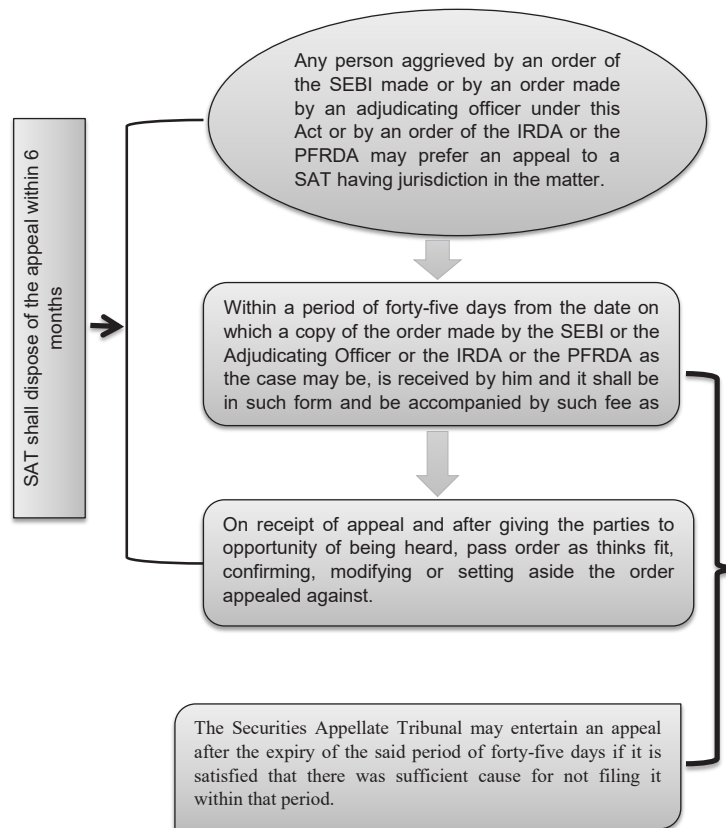 Any person aggrieved by an order of
the SEBI made or by an order made
by an adjudicating officer under this
Act or by an order of the IRDA or the
PFRDA may prefer an appeal to a
SAT having jurisdiction in the matter.
SAT shall dispose of the appeal within 6
months
Within a period of forty-five days from the date on
which a copy of the order made by the SEBI or the
Adjudicating Officer or the IRDA or the PFRDA as
the case may be, is received by him and it shall be
in such form and be accompanied by such fee as
On receipt of appeal and after giving the parties to
opportunity of being heard, pass order as thinks fit,
confirming, modifying or setting aside the order
appealed against.
The Securities Appellate Tribunal may entertain an appeal
after the expiry of the said period of forty-five days if it is
satisfied that there was sufficient cause for not filing it
within that period.